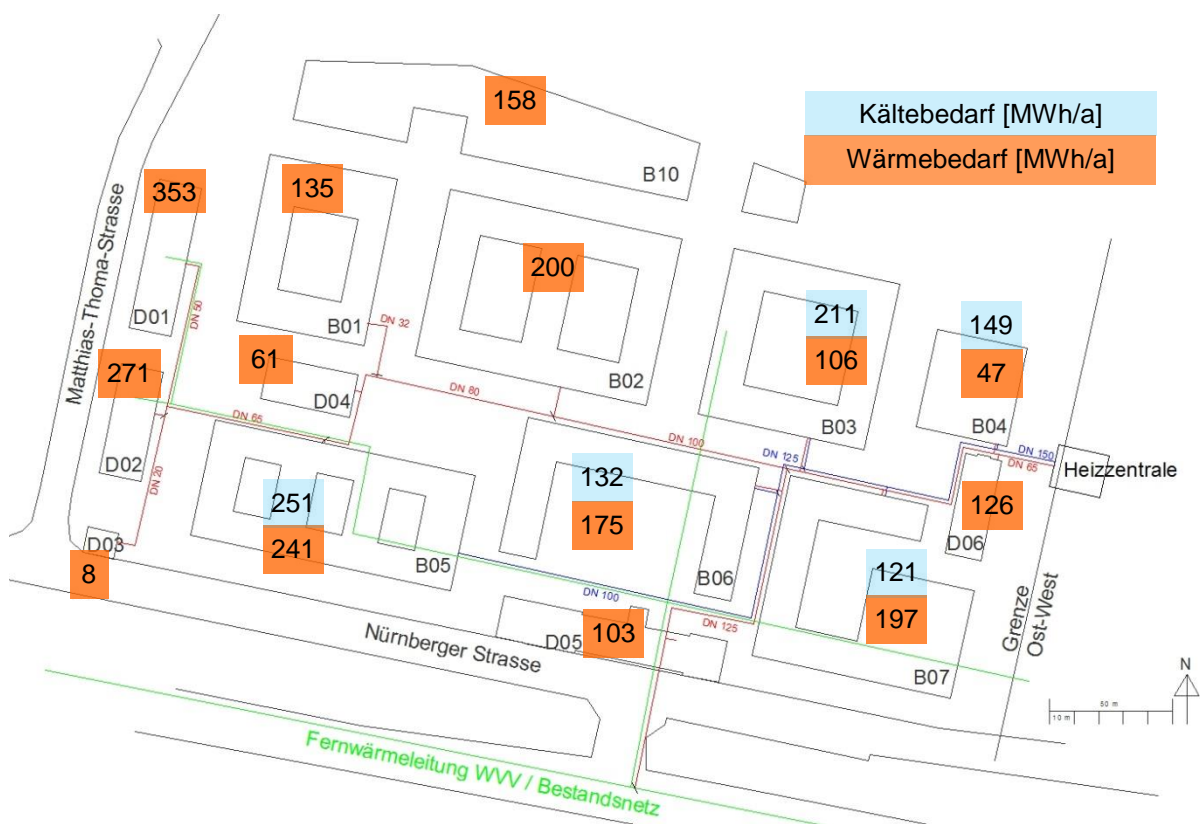 158
Kältebedarf [MWh/a]
Wärmebedarf [MWh/a]
B10
353
135
Matthias-Thoma-Strasse
200
D01
DN 50
B01
DN 32
211
106
149
47
271
61
D04
B02
DN 80
B03
B04
D02
DN 65
DN 100
DN 125
DN 150
DN 65
Heizzentrale
DN 20
251
241
132
175
126
D03
8
B05
B06
D06
DN 100
121
197
Nürnberger Strasse
D05
103
DN 125
B07
Grenze
Ost-West
N
50 m
10 m
Fernwärmeleitung WVV / Bestandsnetz